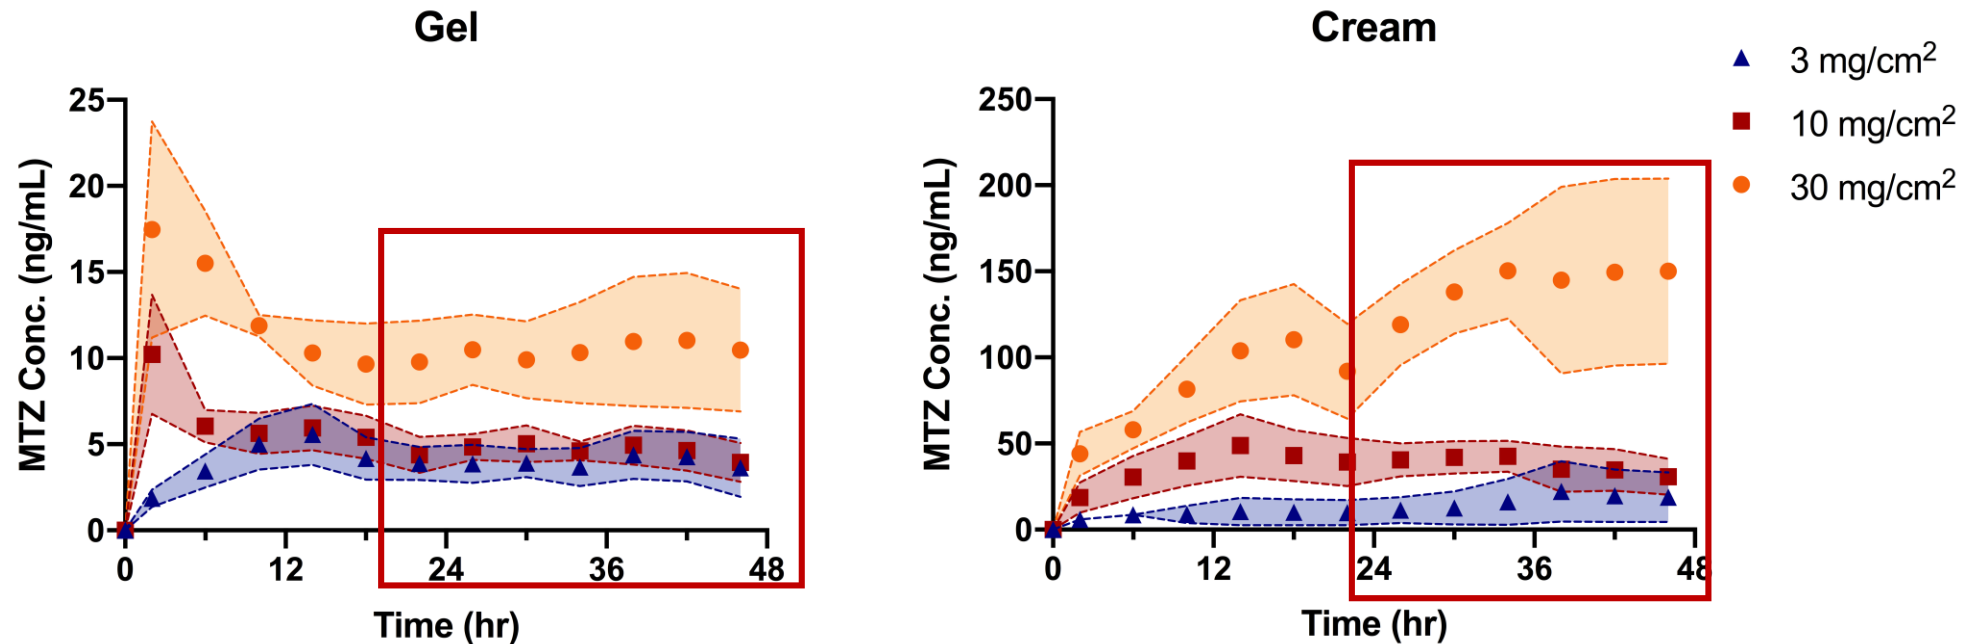 Gel
MTZ Conc. (ng/mL)
25
20
15
10
5
0
0 12 24 36 48
Time (hr)
Cream
MTZ Conc. (ng/mL)
250
200
150
100
50
0
0 12 24 36 48
Time (hr)
3 mg/cm²
10 mg/cm²
30 mg/cm²